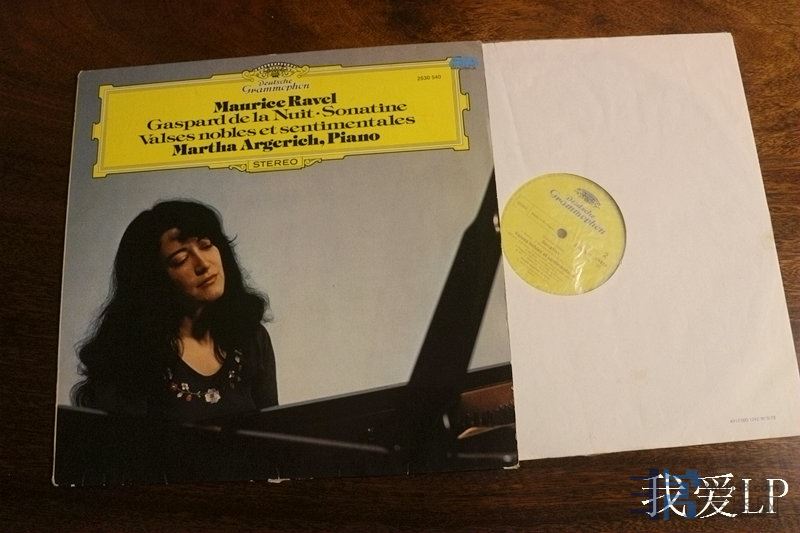 Deutsche
Grammophon
2530 540
Maurice Ravel
Gaspard de la Nuit · Sonatine
Valses nobles et sentimentales
Martha Argerich, Piano
STEREO
Deutsche
Grammophon
2
我爱LP